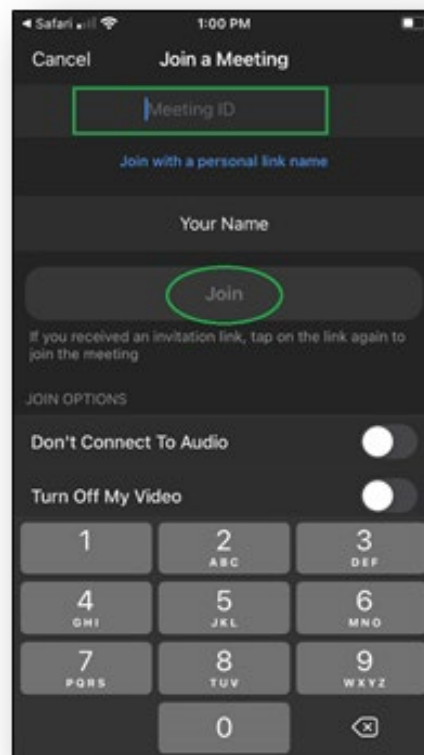 Safari 1:00 PM
Cancel Join a Meeting
Meeting ID
Join with a personal link name
Your Name
Join
If you received an invitation link, tap on the link again to
join the meeting
JOIN OPTIONS
Don't Connect To Audio
Turn Off My Video
1 2 3
ABC DEF
4 5 6
GHI JKL MNO
7 8 9
PQRS TUV WXYZ
0